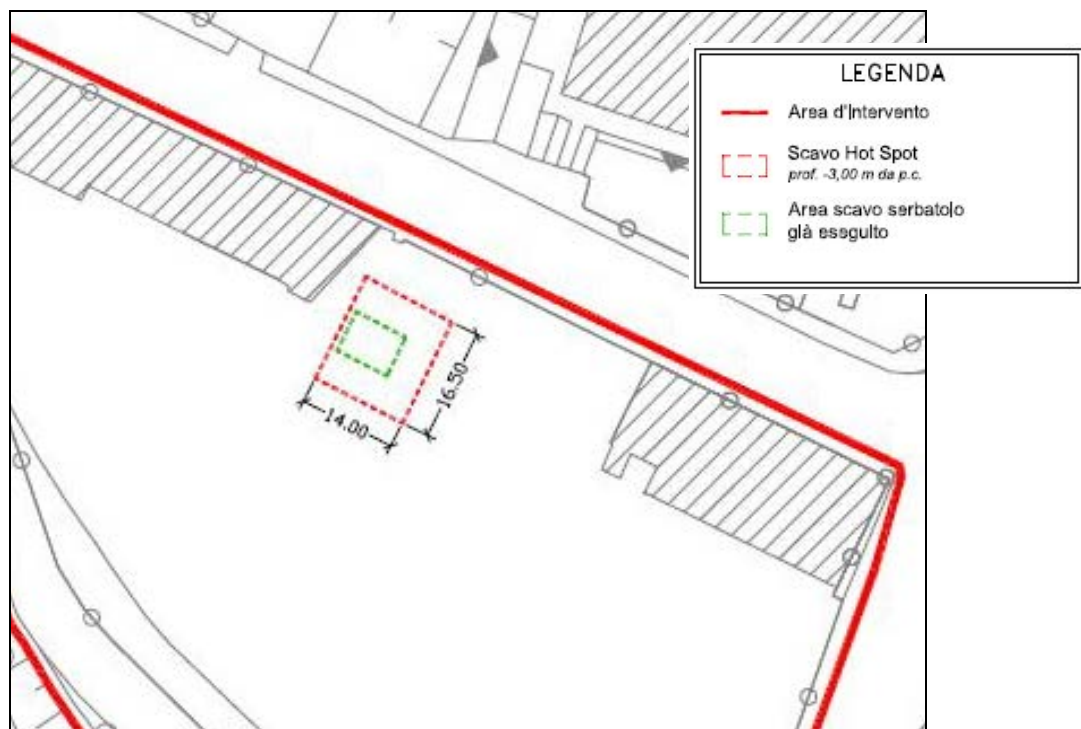 LEGENDA
Area d'Intervento
Scavo Hot Spot
prof. -3,00 m da p.c.
Area scavo serbatoio
già eseguito
16.50
14.00